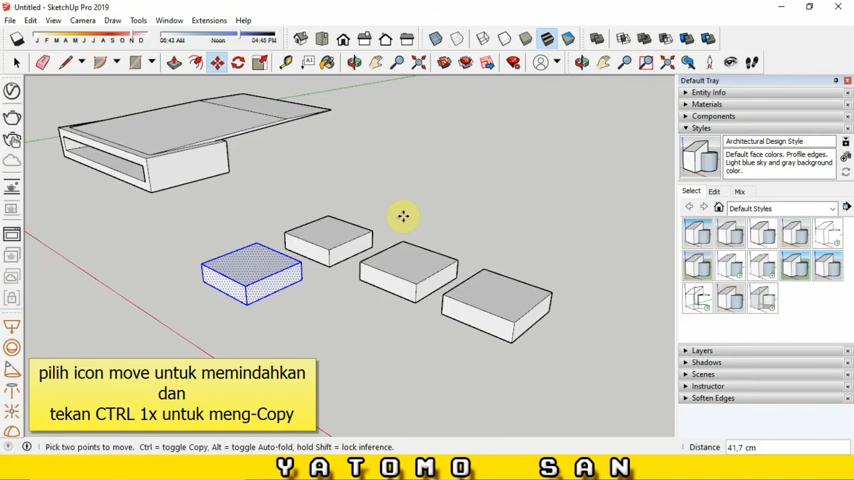 Untitled - SketchUp Pro 2019
File Edit View Camera Draw Tools Window Extensions Help
J F M A M J J A S O N D
06:43 AM Noon 04:45 PM
Default Tray
Entity Info
Materials
Components
Styles
Architectural Design Style
Default face colors. Profile edges. Light blue sky and gray background color.
Select Edit Mix
Default Styles
Layers
Shadows
Scenes
Instructor
Soften Edges
pilih icon move untuk memindahkan
dan
tekan CTRL 1x untuk meng-Copy
Pick two points to move. Ctrl = toggle Copy, Alt = toggle Auto-fold, hold Shift = lock inference.
Distance 41,7 cm
YATOMO SAN